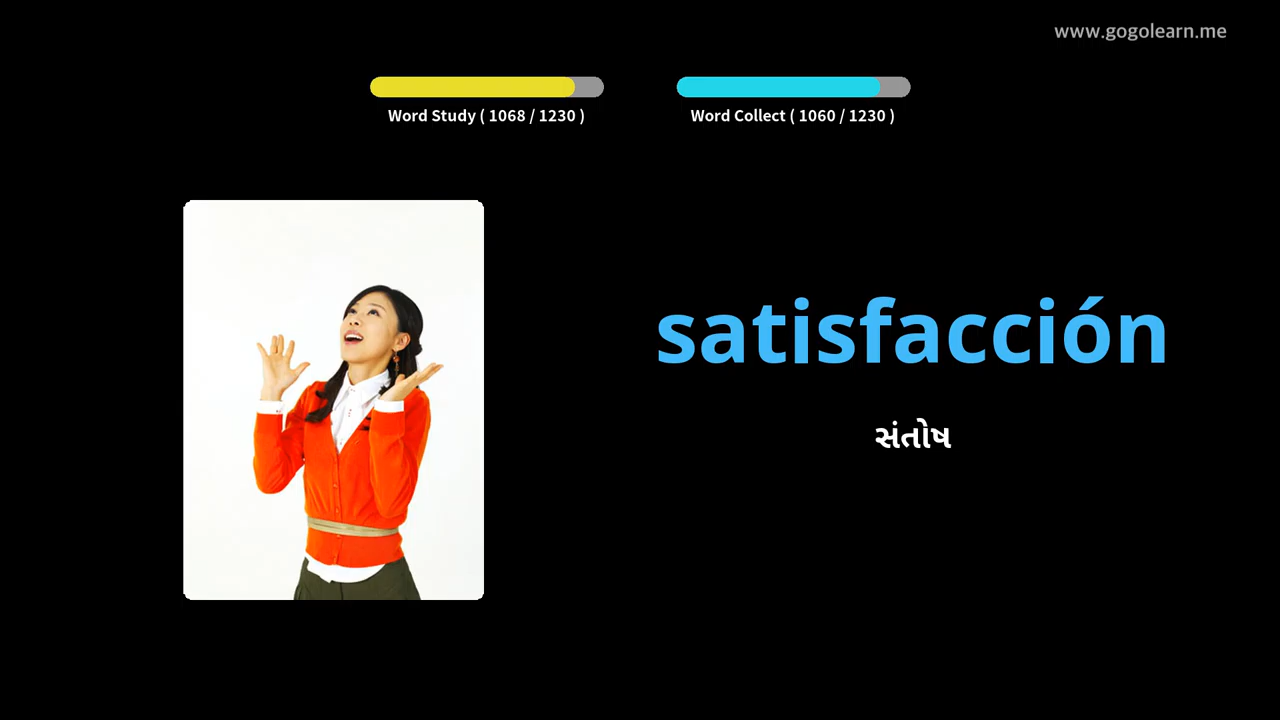 www.gogolearn.me
Word Study ( 1068 / 1230 )
Word Collect ( 1060 / 1230 )
satisfacción
સંતોષ